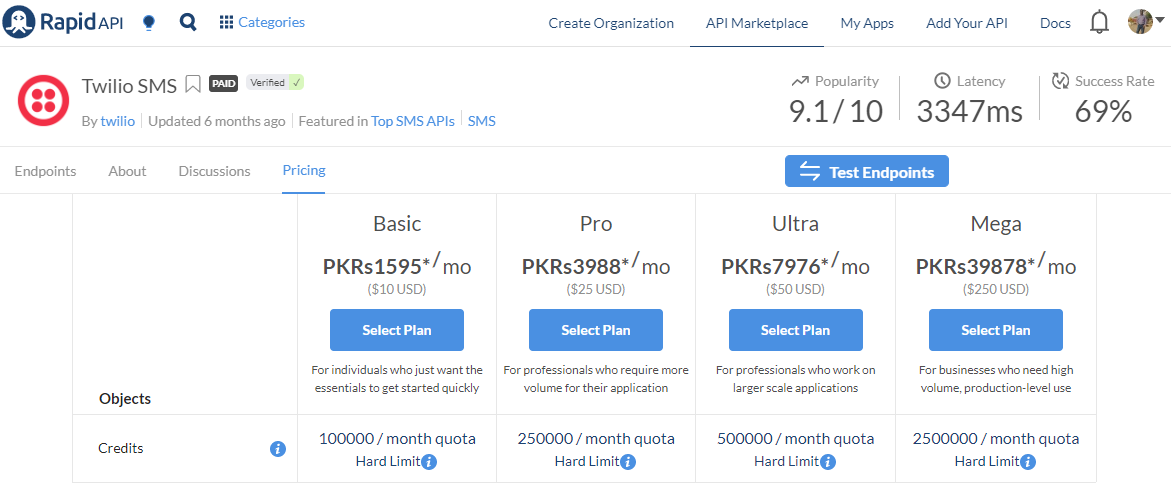 RapidAPI Categories Create Organization API Marketplace My Apps Add Your API Docs
Twilio SMS PAID Verified ✓
By twilio Updated 6 months ago Featured in Top SMS APIs SMS
Popularity Latency Success Rate
9.1 / 10 3347ms 69%
Endpoints About Discussions Pricing Test Endpoints
Basic Pro Ultra Mega
PKRs1595*/mo PKRs3988*/mo PKRs7976*/mo PKRs39878*/mo
($10 USD) ($25 USD) ($50 USD) ($250 USD)
Select Plan Select Plan Select Plan Select Plan
For individuals who just want the For professionals who require more For professionals who work on For businesses who need high
essentials to get started quickly volume for their application larger scale applications volume, production-level use
Objects
Credits 100000 / month quota 250000 / month quota 500000 / month quota 2500000 / month quota
Hard Limit Hard Limit Hard Limit Hard Limit